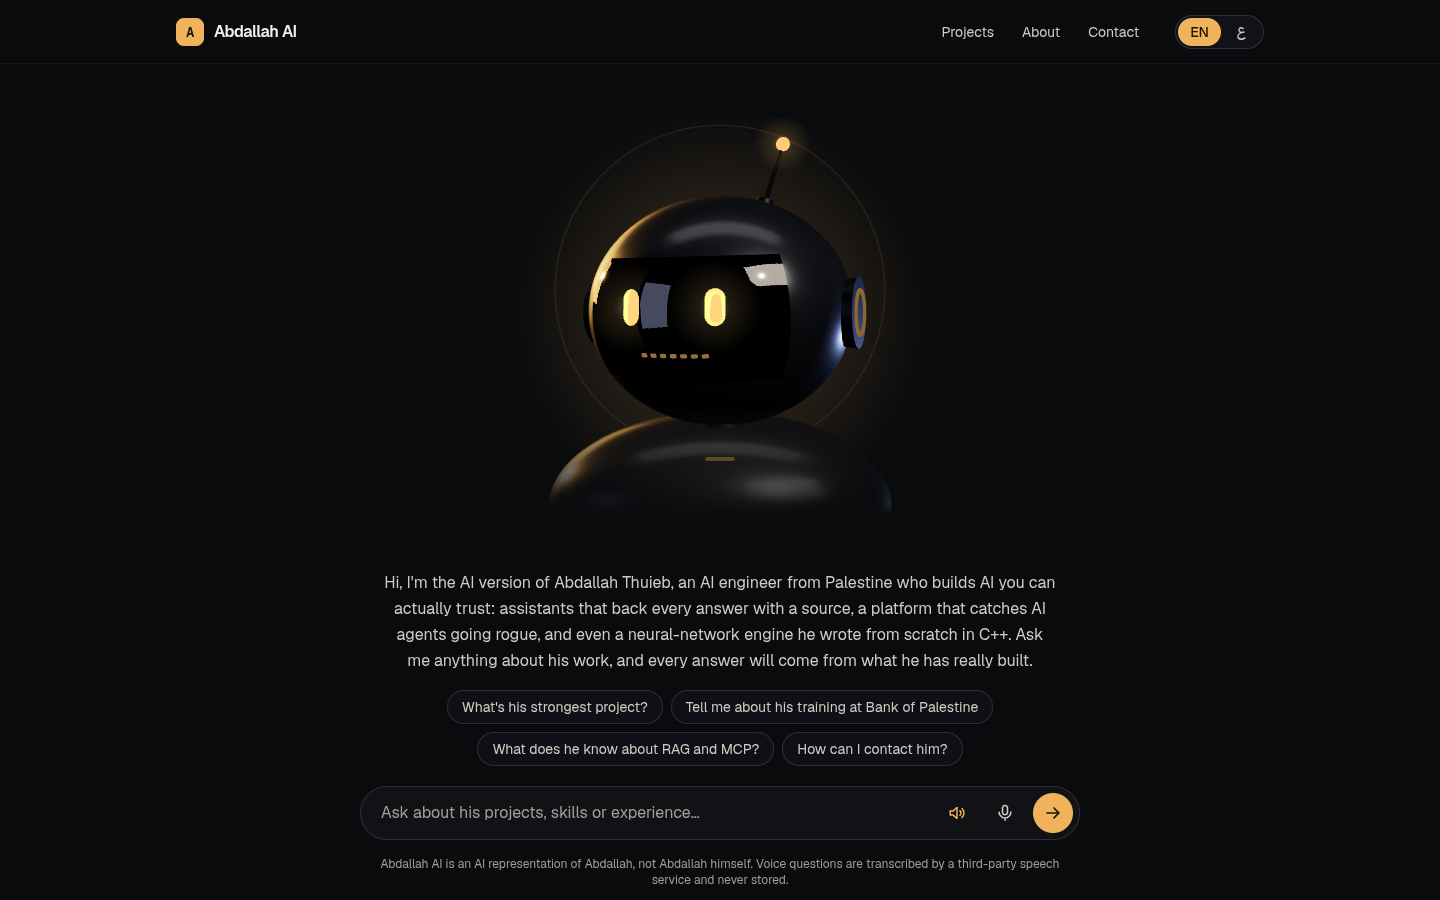 A Abdallah AI
Projects About Contact EN ع
Hi, I'm the AI version of Abdallah Thuieb, an AI engineer from Palestine who builds AI you can
actually trust: assistants that back every answer with a source, a platform that catches AI
agents going rogue, and even a neural-network engine he wrote from scratch in C++. Ask
me anything about his work, and every answer will come from what he has really built.
What's his strongest project? Tell me about his training at Bank of Palestine
What does he know about RAG and MCP? How can I contact him?
Ask about his projects, skills or experience...
Abdallah AI is an AI representation of Abdallah, not Abdallah himself. Voice questions are transcribed by a third-party speech
service and never stored.